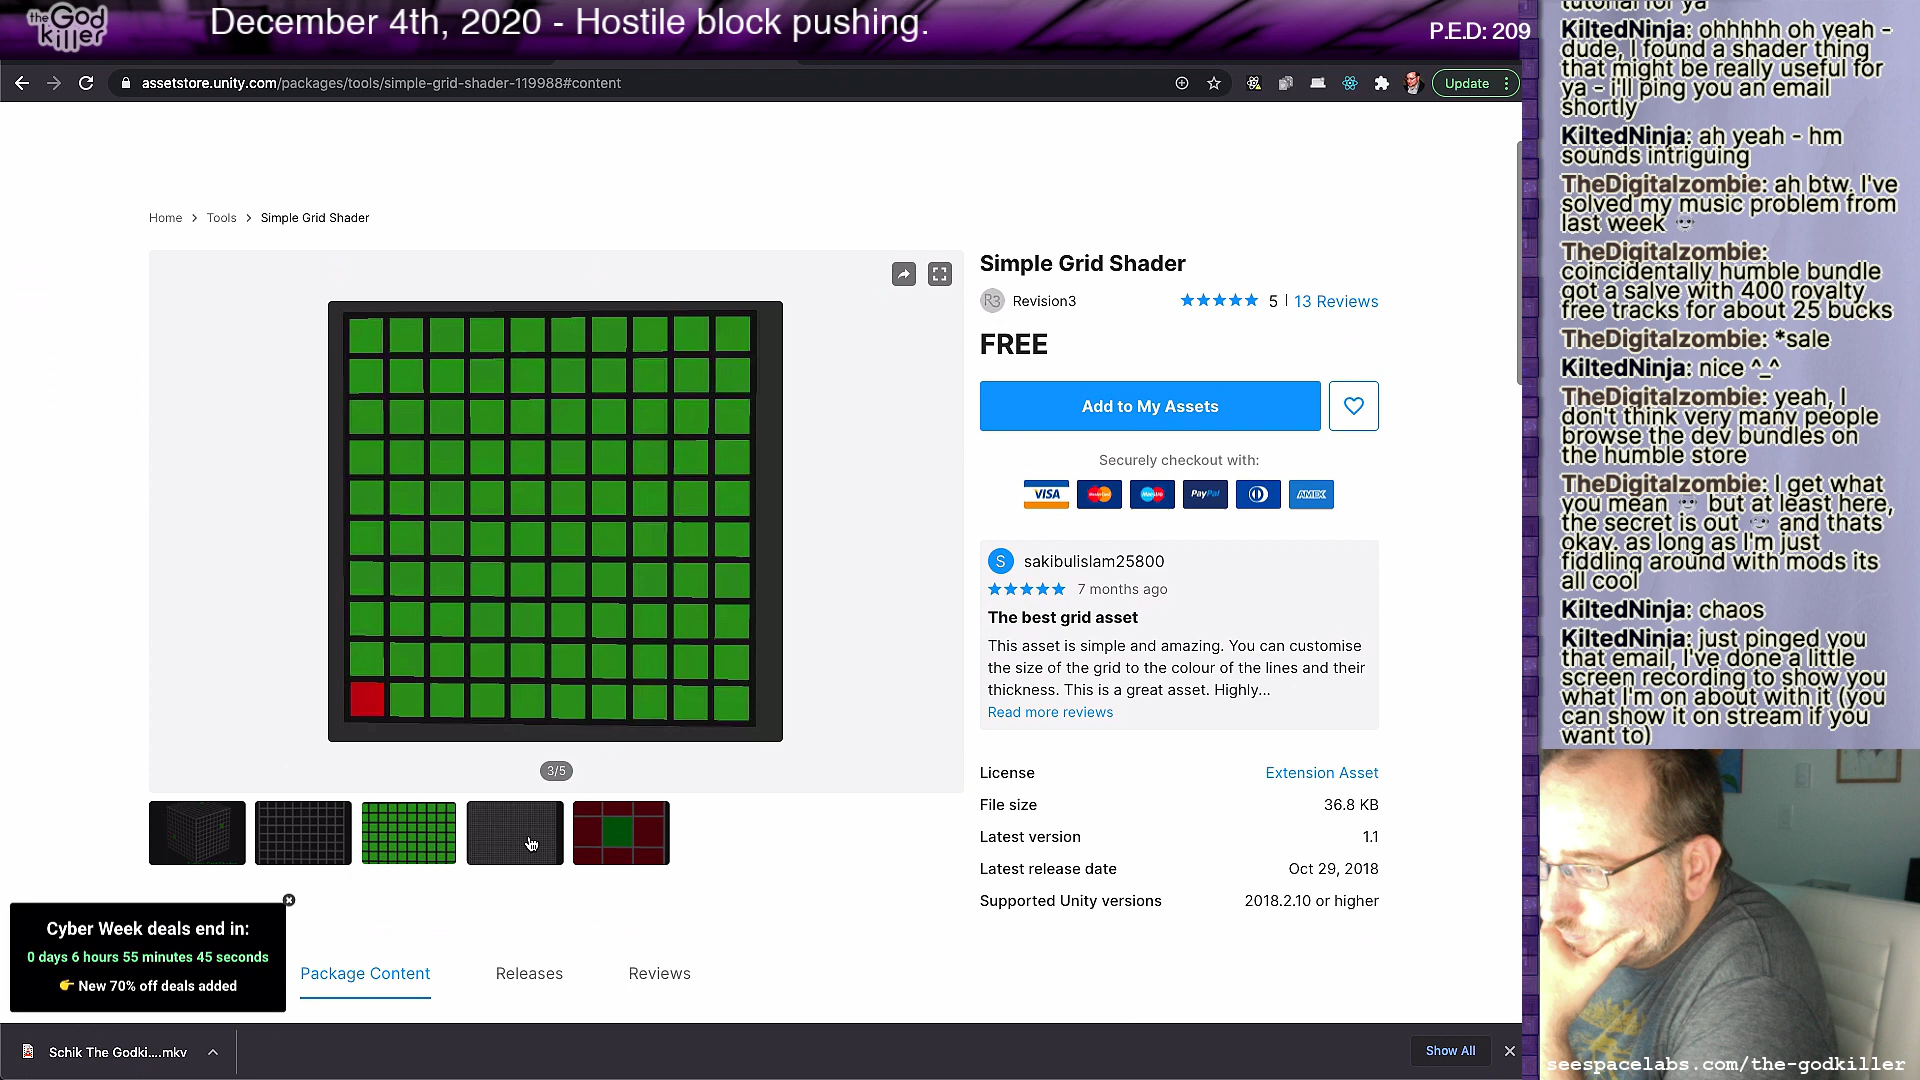 the God killer
December 4th, 2020 - Hostile block pushing.
P.E.D: 209
assetstore.unity.com/packages/tools/simple-grid-shader-119988#content
Update
Home > Tools > Simple Grid Shader
3/5
Simple Grid Shader
R3 Revision3
5 | 13 Reviews
FREE
Add to My Assets
Securely checkout with:
VISA
PayPal
AMEX
S sakibulislam25800
7 months ago
The best grid asset
This asset is simple and amazing. You can customise
the size of the grid to the colour of the lines and their
thickness. This is a great asset. Highly...
Read more reviews
License Extension Asset
File size 36.8 KB
Latest version 1.1
Latest release date Oct 29, 2018
Supported Unity versions 2018.2.10 or higher
Cyber Week deals end in:
0 days 6 hours 55 minutes 45 seconds
👉 New 70% off deals added
Package Content Releases Reviews
Schik The Godki....mkv
Show All
tutorial for ya
KiltedNinja: ohhhhh oh yeah -
dude, I found a shader thing
that might be really useful for
ya - i'll ping you an email
shortly
KiltedNinja: ah yeah - hm
sounds intriguing
TheDigitalzombie: ah btw. I've
solved my music problem from
last week
TheDigitalzombie:
coincidentally humble bundle
got a salve with 400 royalty
free tracks for about 25 bucks
TheDigitalzombie: *sale
KiltedNinja: nice ^_^
TheDigitalzombie: yeah, I
don't think very many people
browse the dev bundles on
the humble store
TheDigitalzombie: I get what
you mean but at least here,
the secret is out and thats
okay. as long as I'm just
fiddling around with mods its
all cool
KiltedNinja: chaos
KiltedNinja: just pinged you
that email, I've done a little
screen recording to show you
what I'm on about with it (you
can show it on stream if you
want to)
seespacelabs.com/the-godkiller